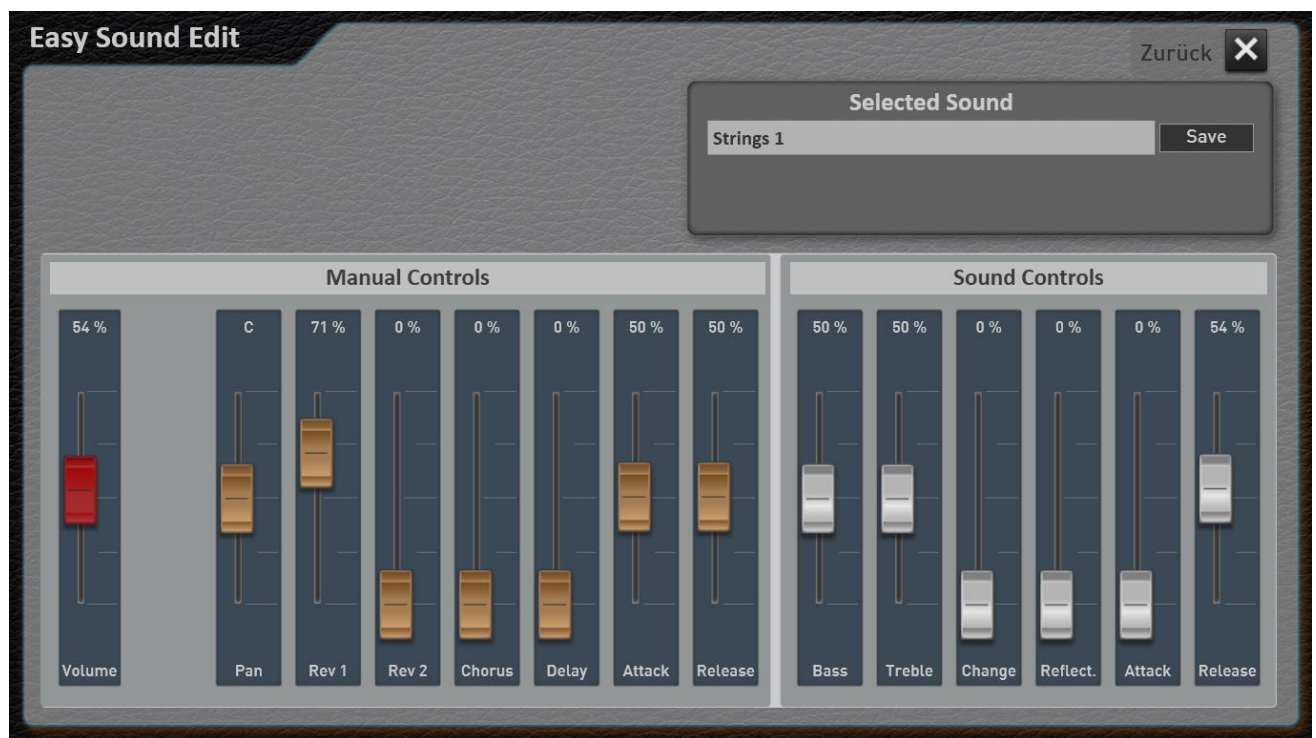 Easy Sound Edit
Zurück
Selected Sound
Strings 1 Save
Manual Controls Sound Controls
54 % C 71 % 0 % 0 % 0 % 50 % 50 % 50 % 50 % 0 % 0 % 0 % 54 %
Volume Pan Rev 1 Rev 2 Chorus Delay Attack Release Bass Treble Change Reflect. Attack Release